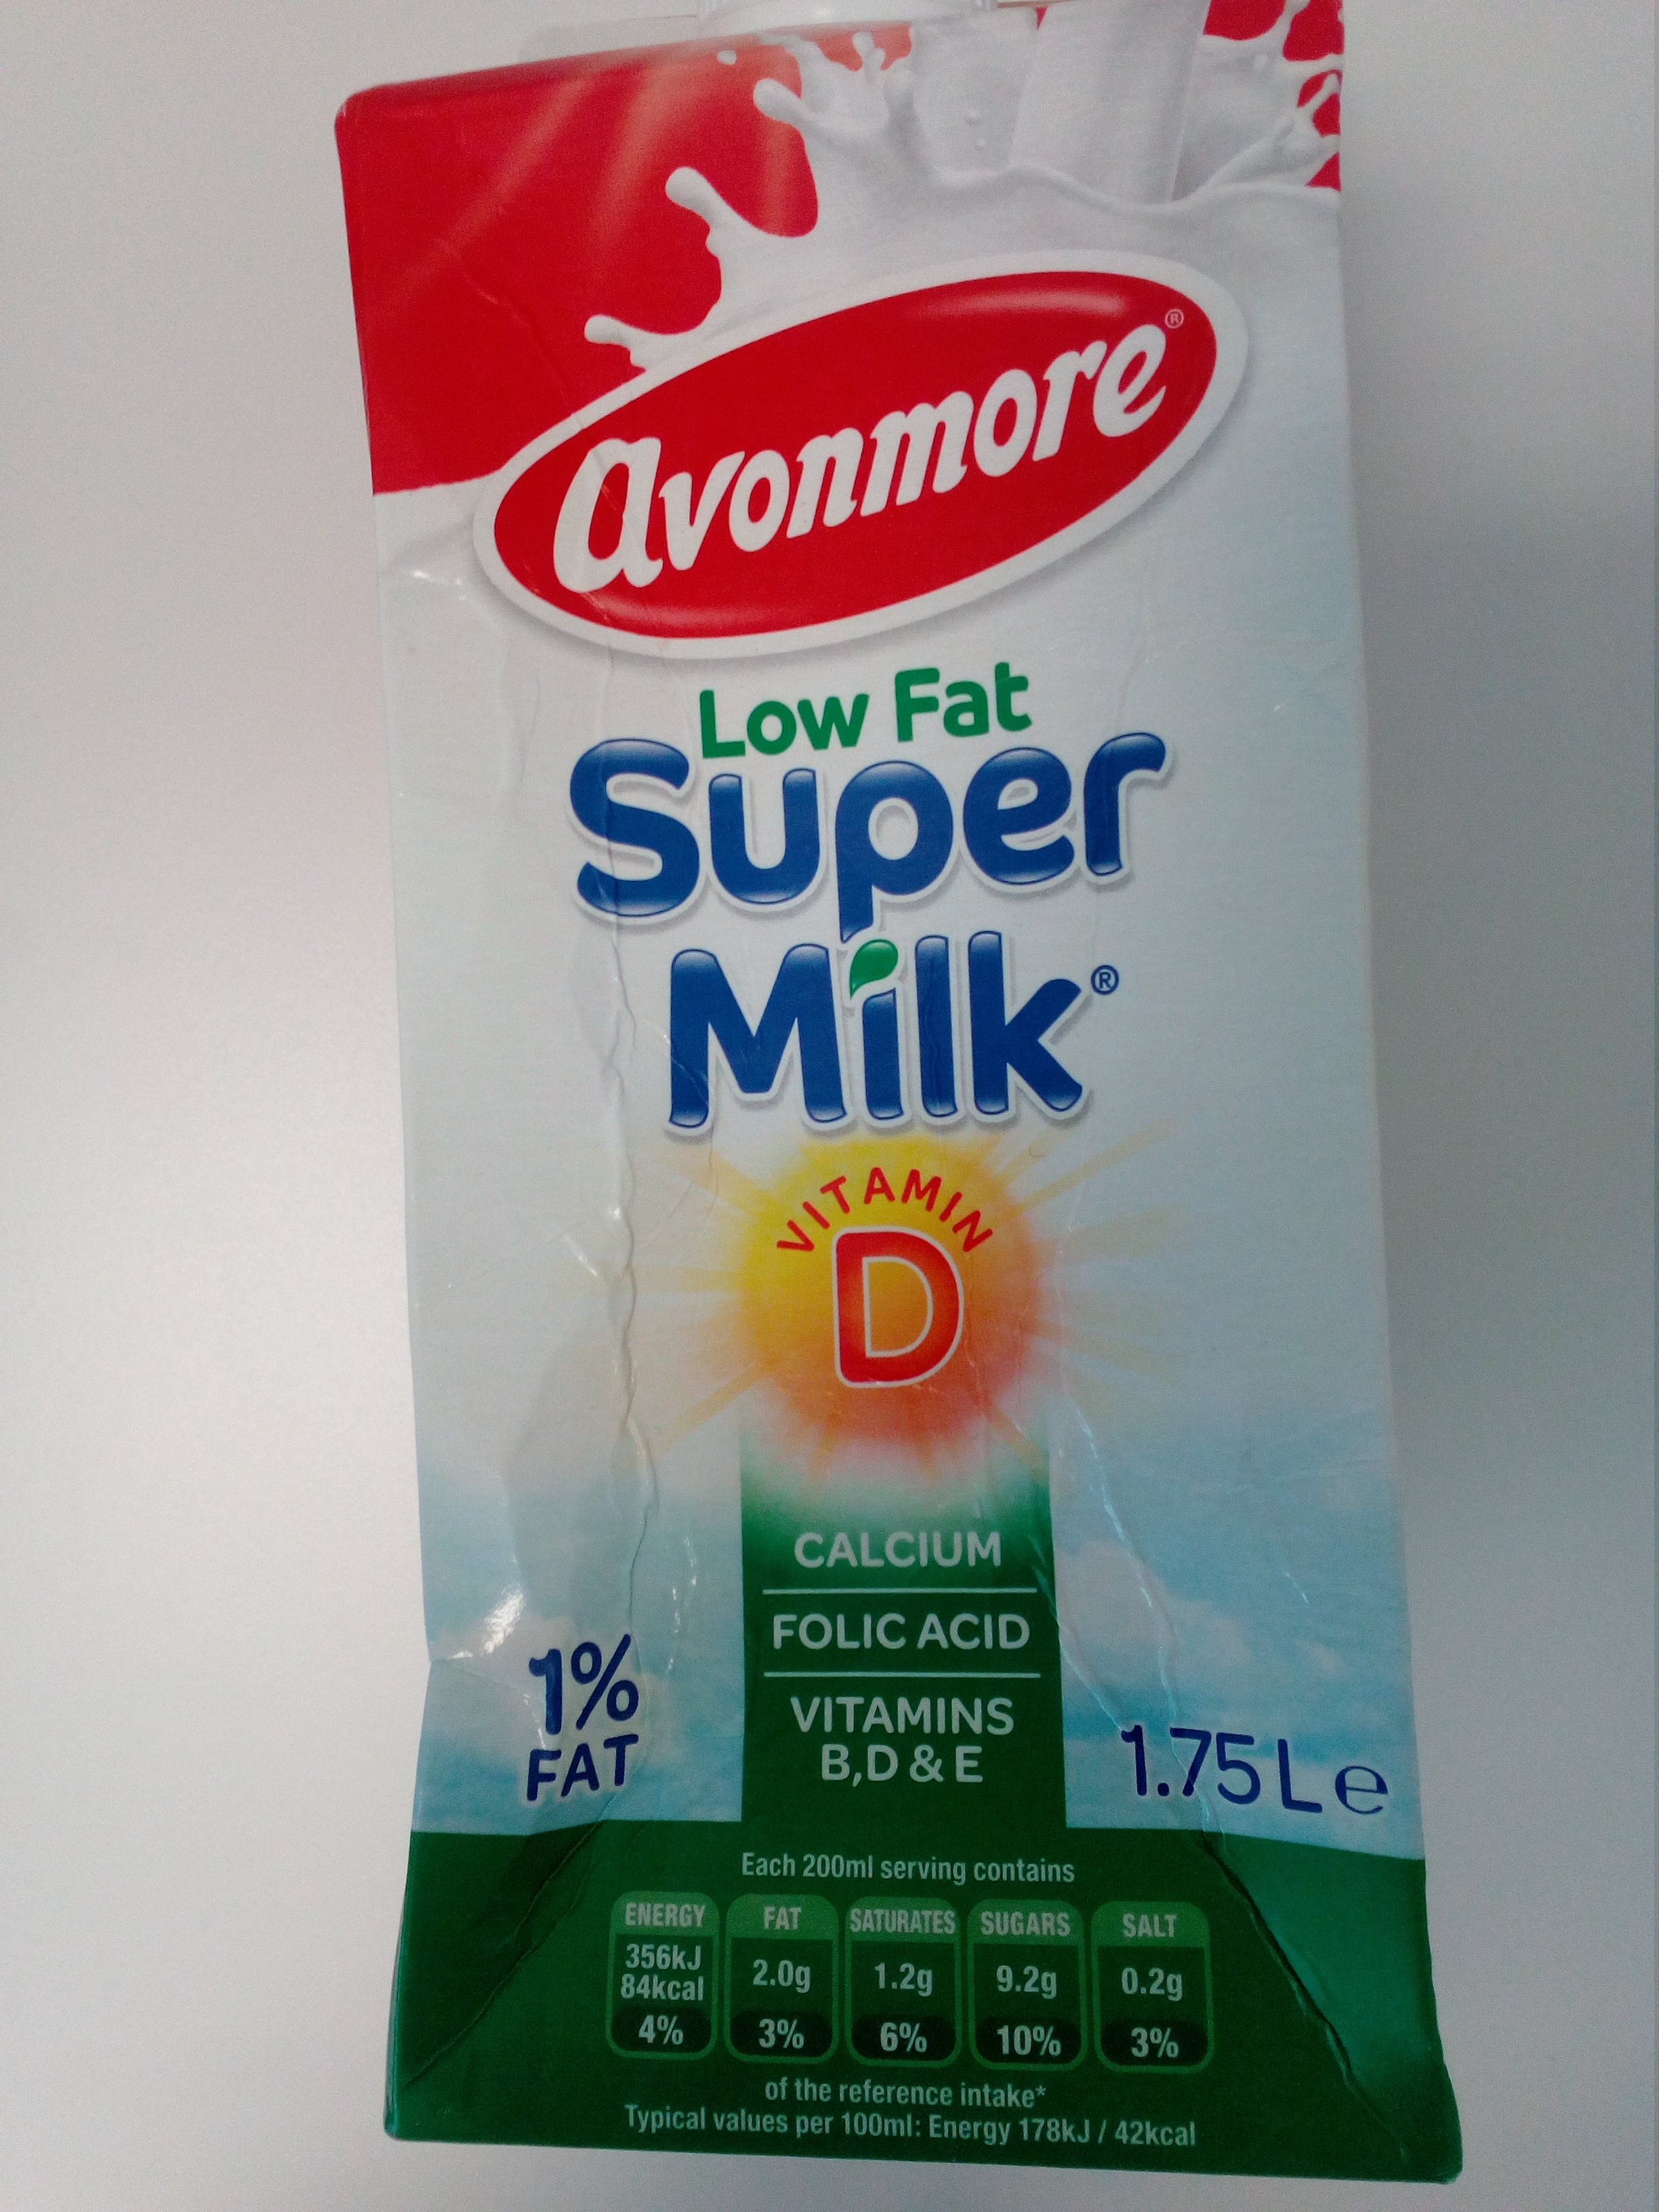 avonmore®
Low Fat
Super
Milk®
VITAMIN
D
CALCIUM
FOLIC ACID
VITAMINS
B,D & E
1%
FAT
1.75L e
Each 200ml serving contains
ENERGY FAT SATURATES SUGARS SALT
356kJ
84kcal 2.0g 1.2g 9.2g 0.2g
4% 3% 6% 10% 3%
of the reference intake*
Typical values per 100ml: Energy 178kJ / 42kcal